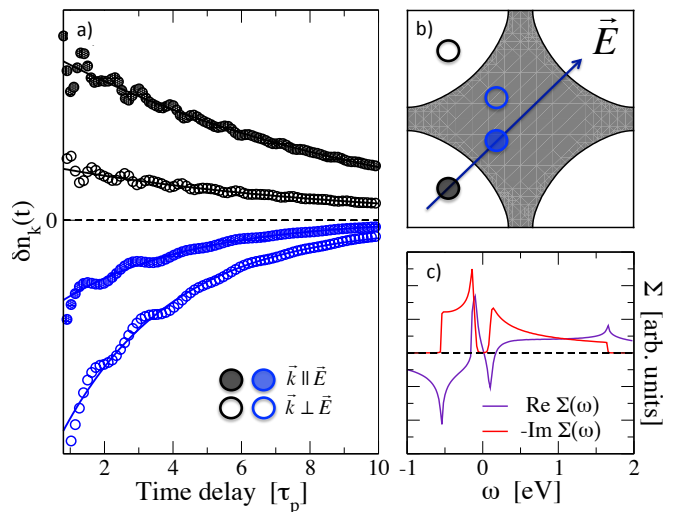 a)
δn_k(t)
0
k⃗ ∥ E⃗
k⃗ ⊥ E⃗
2 4 6 8 10
Time delay [τ_p]
b)
E⃗
c)
Σ [arb. units]
Re Σ(ω)
-Im Σ(ω)
-1 0 1 2
ω [eV]